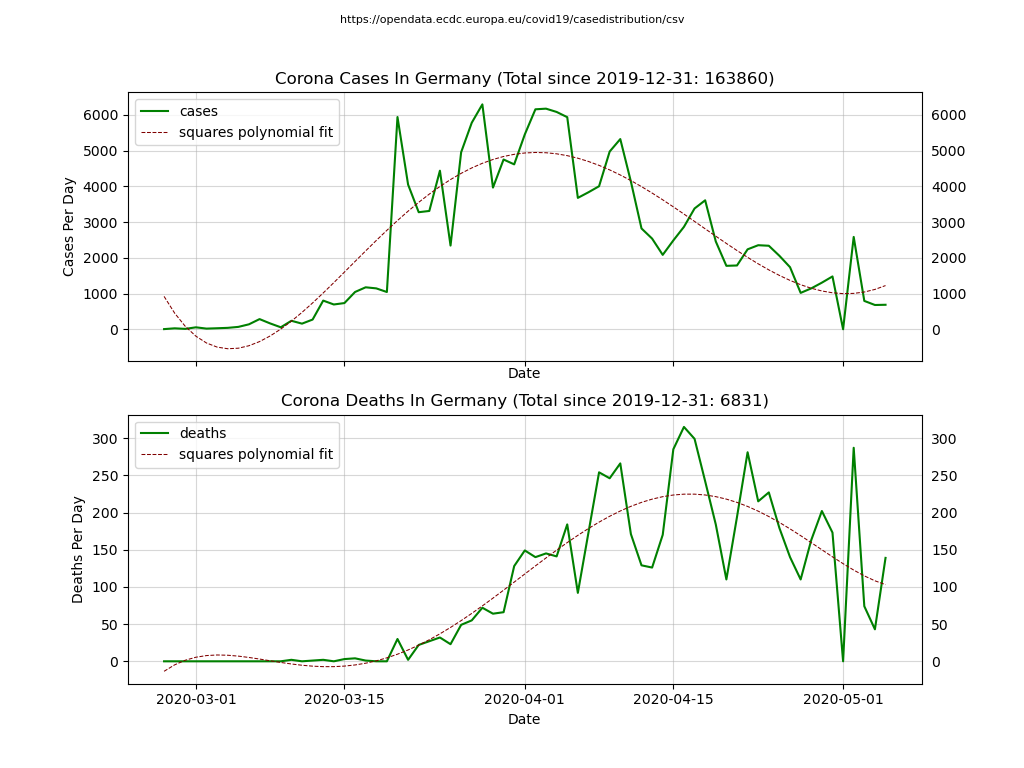 https://opendata.ecdc.europa.eu/covid19/casedistribution/csv
Corona Cases In Germany (Total since 2019-12-31: 163860)
cases
squares polynomial fit
Cases Per Day
6000 6000
5000 5000
4000 4000
3000 3000
2000 2000
1000 1000
0 0
Date
Corona Deaths In Germany (Total since 2019-12-31: 6831)
deaths
squares polynomial fit
Deaths Per Day
300 300
250 250
200 200
150 150
100 100
50 50
0 0
2020-03-01 2020-03-15 2020-04-01 2020-04-15 2020-05-01
Date